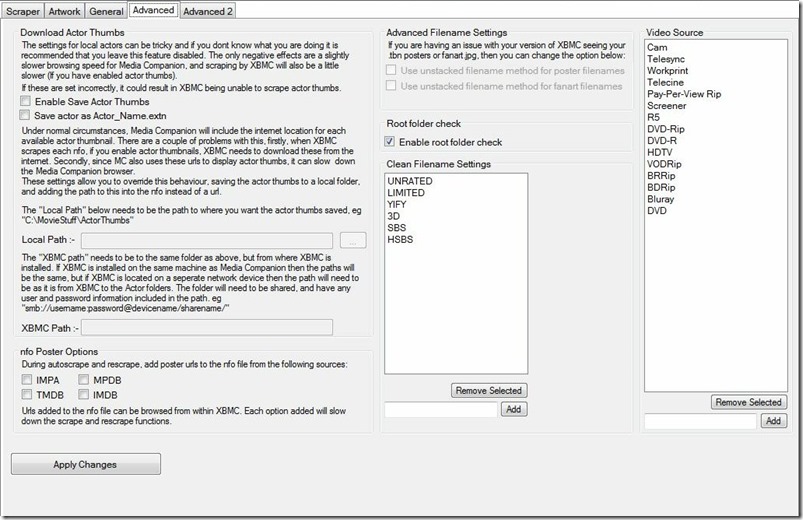 Scraper Artwork General Advanced Advanced 2
Download Actor Thumbs
The settings for local actors can be tricky and if you dont know what you are doing it is
recommended that you leave this feature disabled. The only negative effects are a slightly
slower browsing speed for Media Companion, and scraping by XBMC will also be a little
slower (If you have enabled actor thumbs).
If these are set incorrectly, it could result in XBMC being unable to scrape actor thumbs.
Enable Save Actor Thumbs
Save actor as Actor_Name.extn
Under normal circumstances, Media Companion will include the internet location for each
available actor thumbnail. There are a couple of problems with this, firstly, when XBMC
scrapes each nfo, if you enable actor thumbnails, XBMC needs to download these from the
internet. Secondly, since MC also uses these urls to display actor thumbs, it can slow down
the Media Companion browser.
These settings allow you to override this behaviour, saving the actor thumbs to a local folder,
and adding the path to this into the nfo instead of a url.
The "Local Path" below needs to be the path to where you want the actor thumbs saved, eg
"C:\MovieStuff\ActorThumbs"
Local Path :-
...
The "XBMC path" needs to be to the same folder as above, but from where XBMC is
installed. If XBMC is installed on the same machine as Media Companion then the paths will
be the same, but if XBMC is located on a seperate network device then the path will need to
be as it is from XBMC to the Actor folders. The folder will need to be shared, and have any
user and password information included in the path. eg
"smb://username:password@devicename/sharename/"
XBMC Path :-
nfo Poster Options
During autoscrape and rescrape, add poster urls to the nfo file from the following sources:
IMPA MPDB
TMDB IMDB
Urls added to the nfo file can be browsed from within XBMC. Each option added will slow
down the scrape and rescrape functions.
Apply Changes
Advanced Filename Settings
If you are having an issue with your version of XBMC seeing your
.tbn posters or fanart.jpg, then you can change the option below:
Use unstacked filename method for poster filenames
Use unstacked filename method for fanart filenames
Root folder check
Enable root folder check
Clean Filename Settings
UNRATED
LIMITED
YIFY
3D
SBS
HSBS
Remove Selected
Add
Video Source
Cam
Telesync
Workprint
Telecine
Pay-Per-View Rip
Screener
R5
DVD-Rip
DVD-R
HDTV
VODRip
BRRip
BDRip
Bluray
DVD
Remove Selected
Add